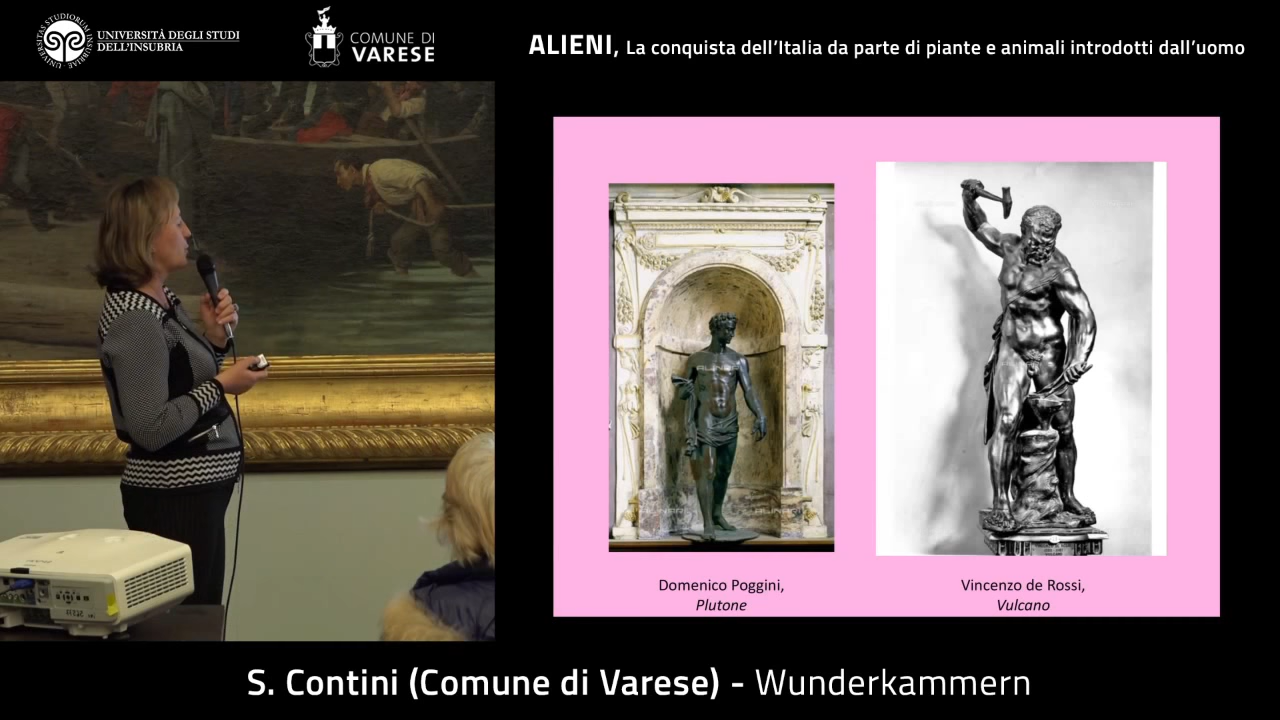 UNIVERSITÀ DEGLI STUDI
DELL'INSUBRIA
COMUNE DI
VARESE
ALIENI, La conquista dell'Italia da parte di piante e animali introdotti dall'uomo
Domenico Poggini,
Plutone
Vincenzo de Rossi,
Vulcano
S. Contini (Comune di Varese) - Wunderkammern